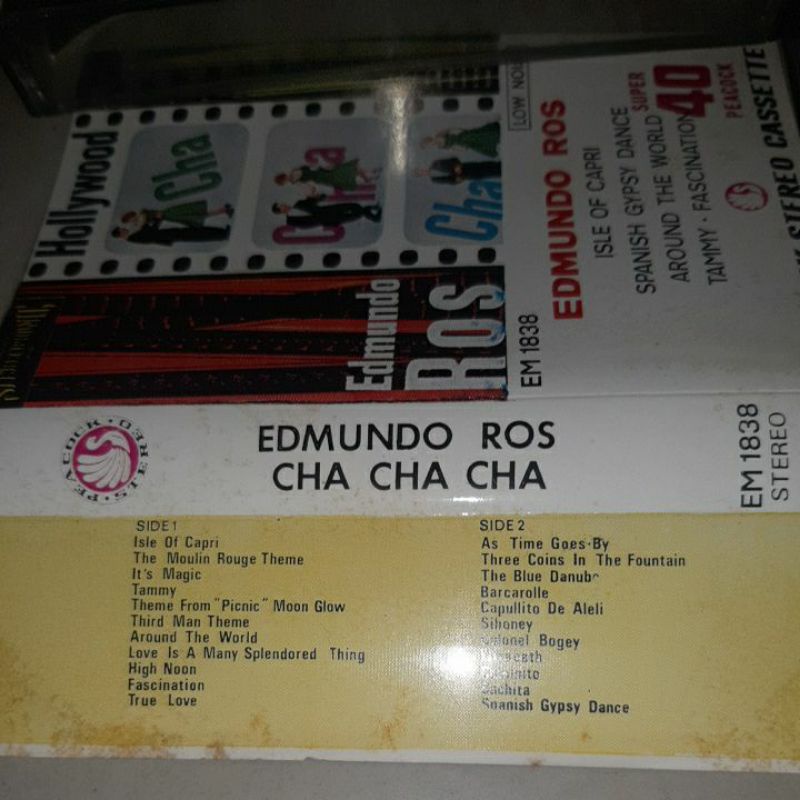 Hollywood
Cha
Cha
Cha
Edmundo
ROS
LOW NOI
EDMUNDO ROS
ISLE OF CAPRI
SPANISH GYPSY DANCE
AROUND THE WORLD
TAMMY · FASCINATION
SUPER
40
PEACOCK
STEREO CASSETTE
EM 1838
PEACOCK · STEREO
EDMUNDO ROS
CHA CHA CHA
EM 1838
STEREO
SIDE 1
Isle Of Capri
The Moulin Rouge Theme
It's Magic
Tammy
Theme From "Picnic" Moon Glow
Third Man Theme
Around The World
Love Is A Many Splendored Thing
High Noon
Fascination
True Love
SIDE 2
As Time Goes·By
Three Coins In The Fountain
The Blue
Barcarolle
Capullito De Aleli
Siboney
Bogey
Spanish Gypsy Dance